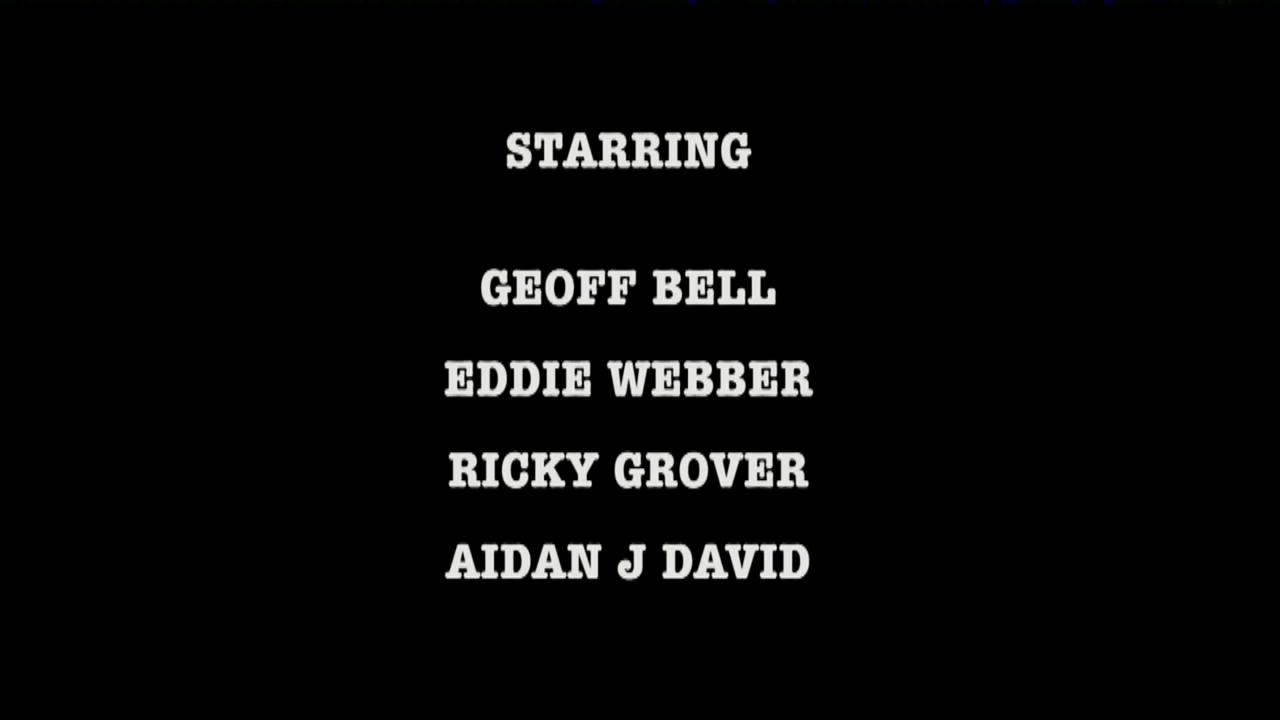 STARRING
GEOFF BELL
EDDIE WEBBER
RICKY GROVER
AIDAN J DAVID